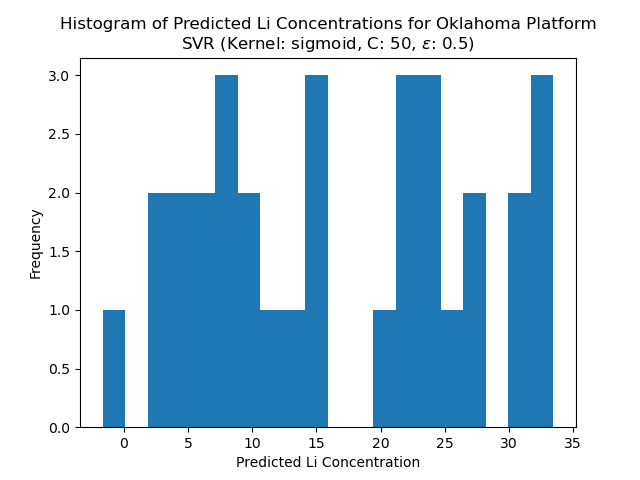 Histogram of Predicted Li Concentrations for Oklahoma Platform
SVR (Kernel: sigmoid, C: 50, ε: 0.5)
3.0
2.5
2.0
1.5
1.0
0.5
0.0
Frequency
0 5 10 15 20 25 30 35
Predicted Li Concentration